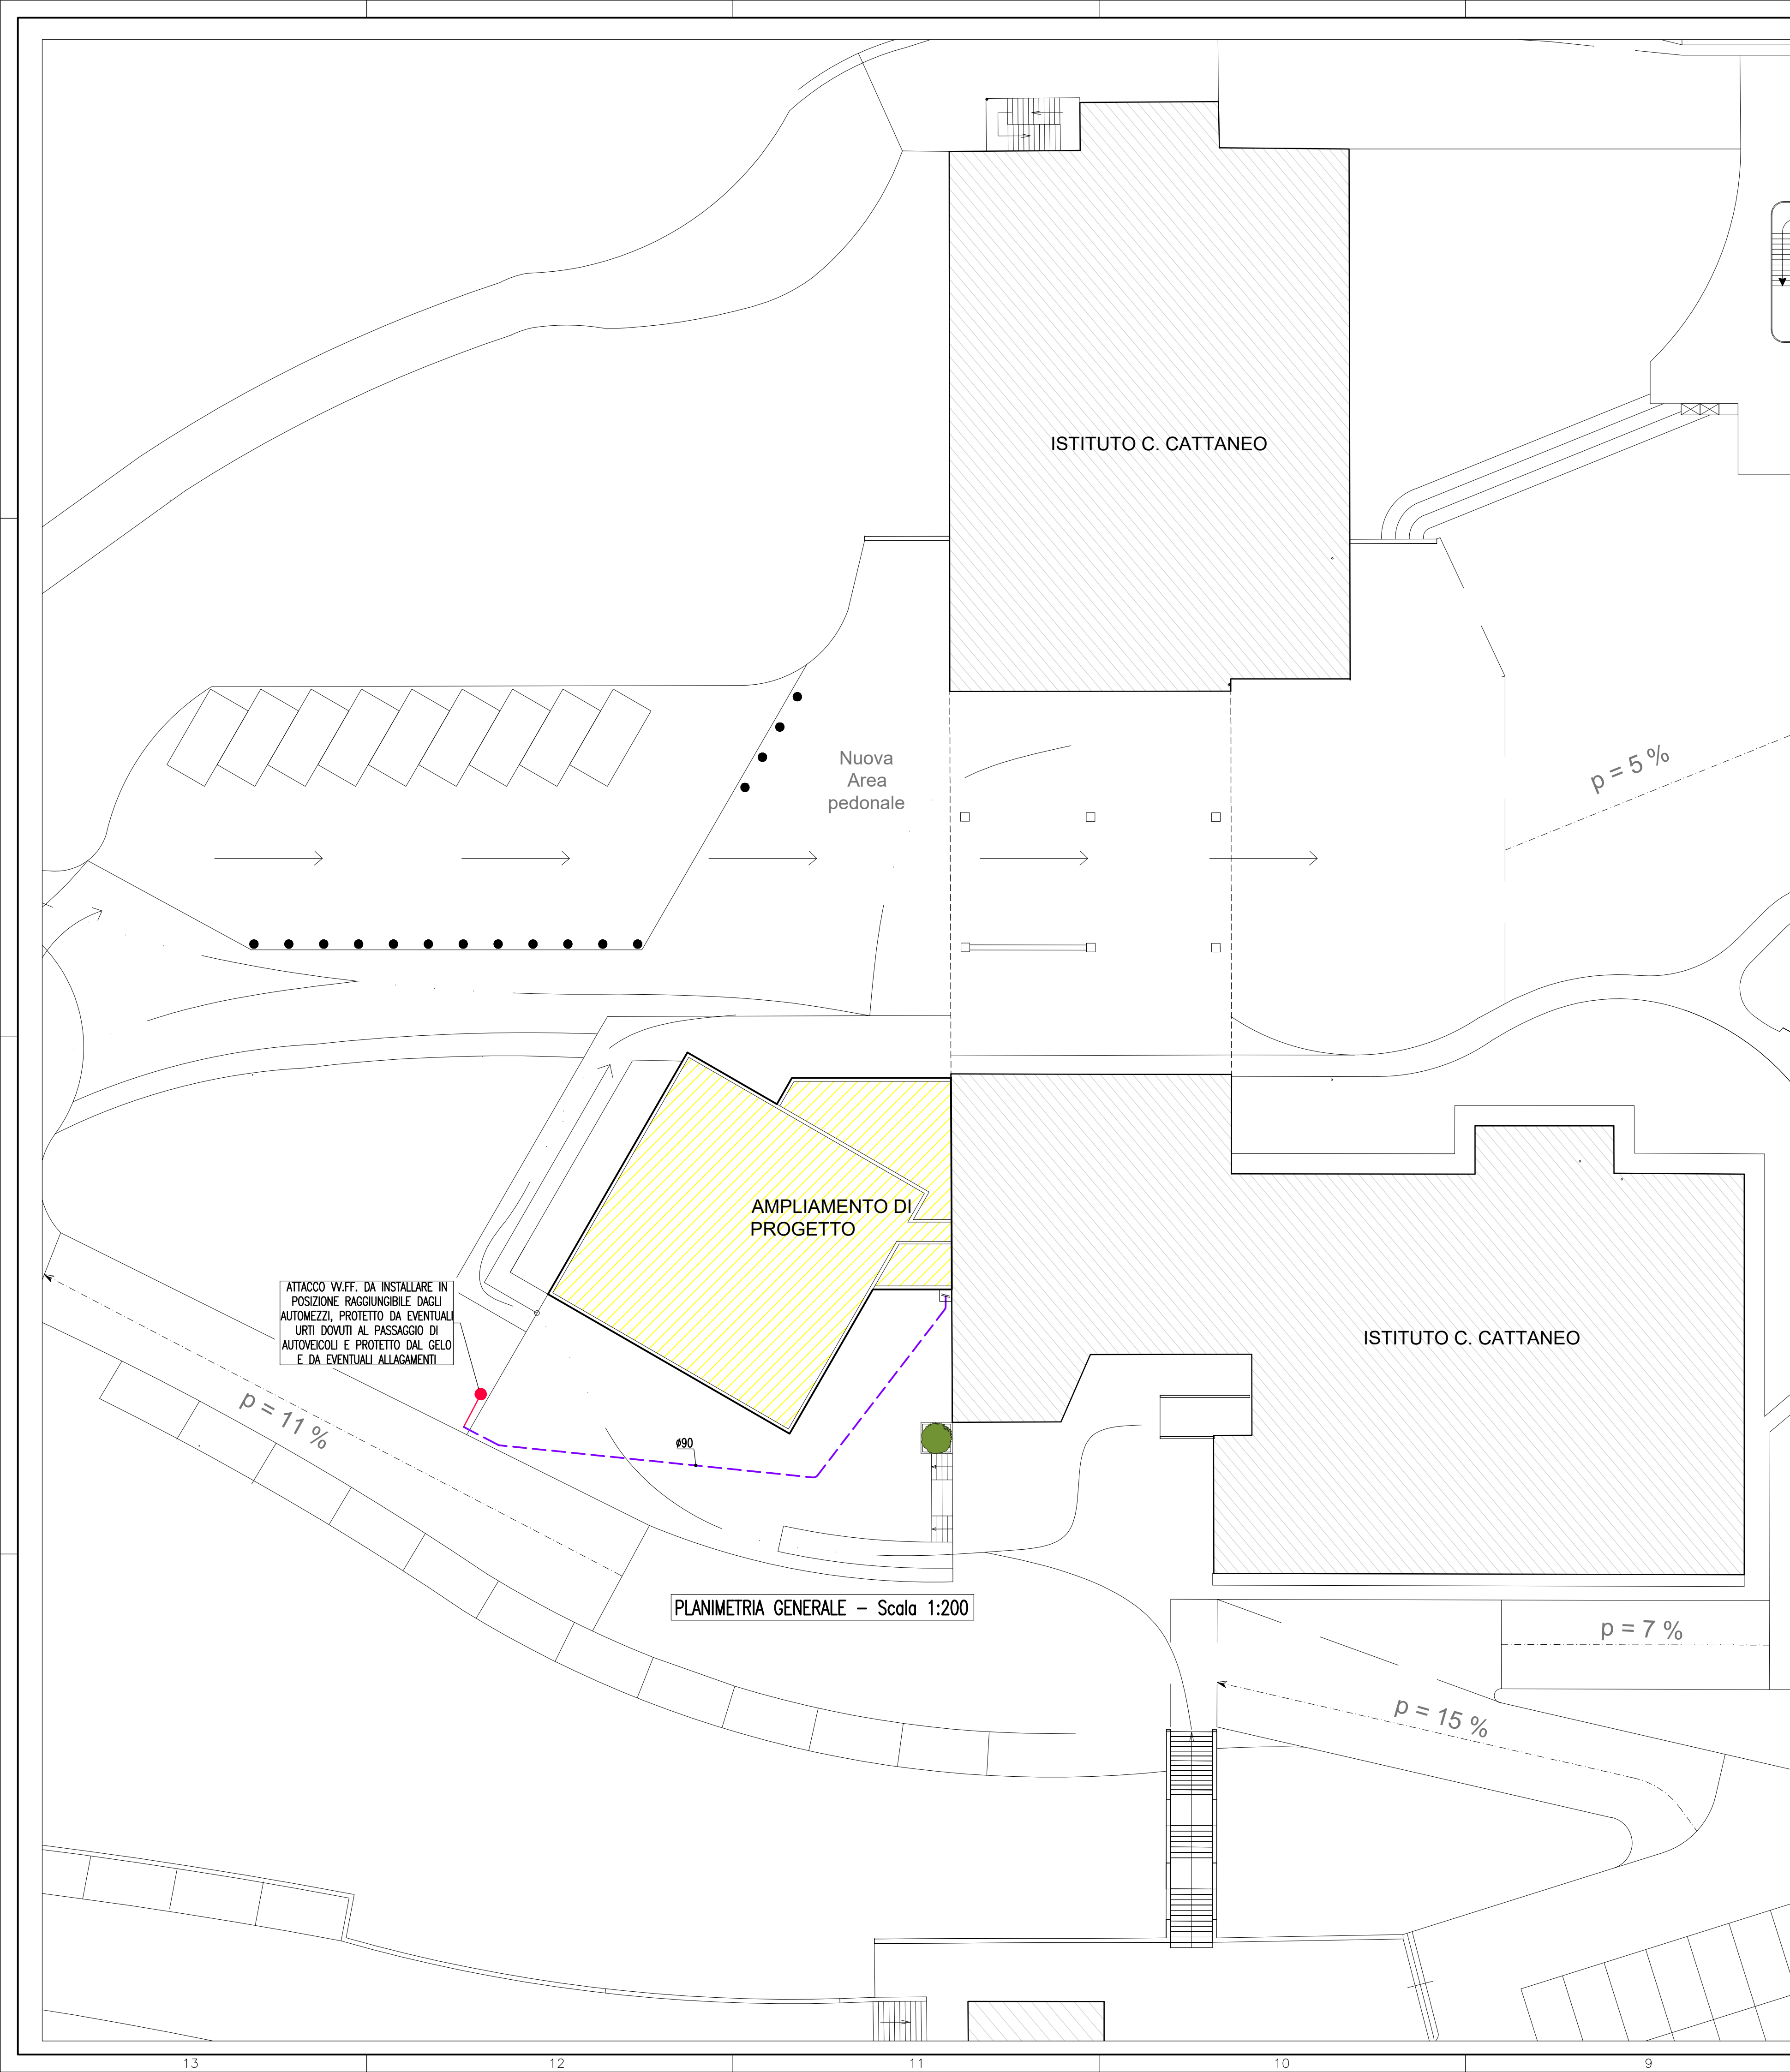 ISTITUTO C. CATTANEO
Nuova
Area
pedonale
p = 5 %
AMPLIAMENTO DI
PROGETTO
ATTACCO VV.FF. DA INSTALLARE IN
POSIZIONE RAGGIUNGIBILE DAGLI
AUTOMEZZI, PROTETTO DA EVENTUALI
URTI DOVUTI AL PASSAGGIO DI
AUTOVEICOLI E PROTETTO DAL GELO
E DA EVENTUALI ALLAGAMENTI
ISTITUTO C. CATTANEO
p = 11 %
ø90
PLANIMETRIA GENERALE – Scala 1:200
p = 7 %
p = 15 %
13 12 11 10 9